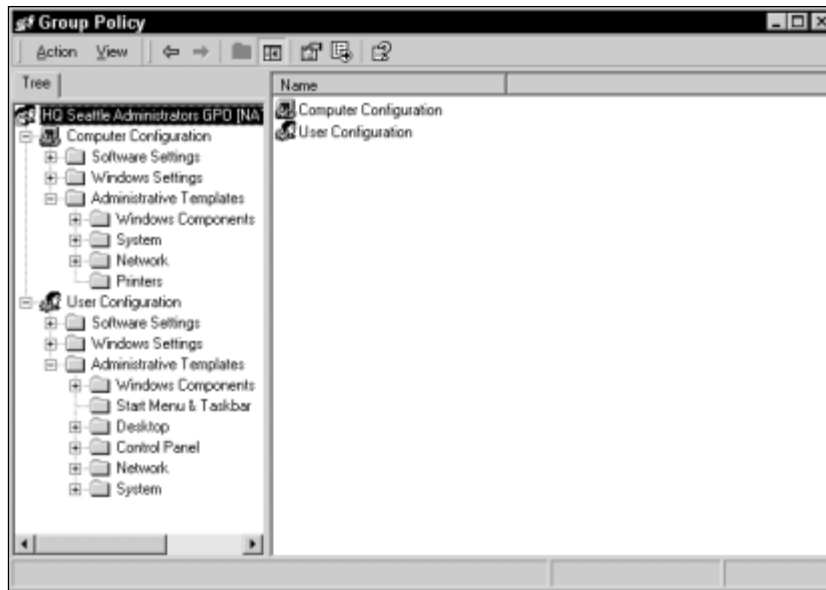 Group Policy
Action View
Tree
Name
HQ Seattle Administrators GPO [NA
Computer Configuration
Software Settings
Windows Settings
Administrative Templates
Windows Components
System
Network
Printers
User Configuration
Software Settings
Windows Settings
Administrative Templates
Windows Components
Start Menu & Taskbar
Desktop
Control Panel
Network
System
Computer Configuration
User Configuration